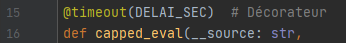 15 @timeout(DELAI_SEC) # Décorateur
16 def capped_eval(__source: str,